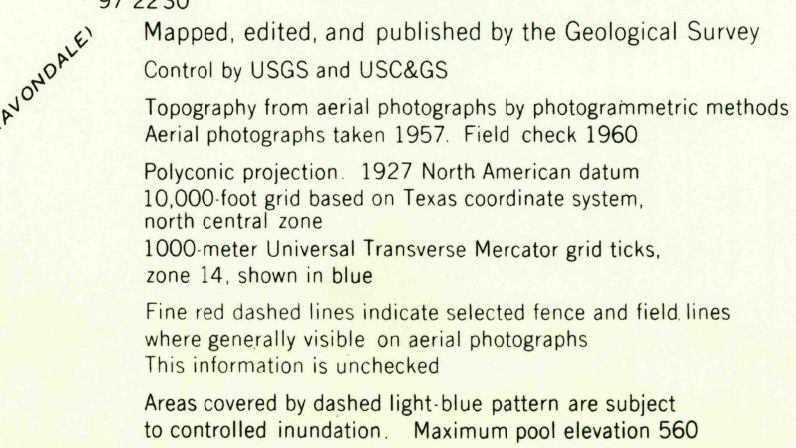 97°22'30"
(AVONDALE)
Mapped, edited, and published by the Geological Survey
Control by USGS and USC&GS
Topography from aerial photographs by photogrammetric methods
Aerial photographs taken 1957. Field check 1960
Polyconic projection. 1927 North American datum
10,000-foot grid based on Texas coordinate system,
north central zone
1000-meter Universal Transverse Mercator grid ticks,
zone 14, shown in blue
Fine red dashed lines indicate selected fence and field lines
where generally visible on aerial photographs
This information is unchecked
Areas covered by dashed light-blue pattern are subject
to controlled inundation. Maximum pool elevation 560